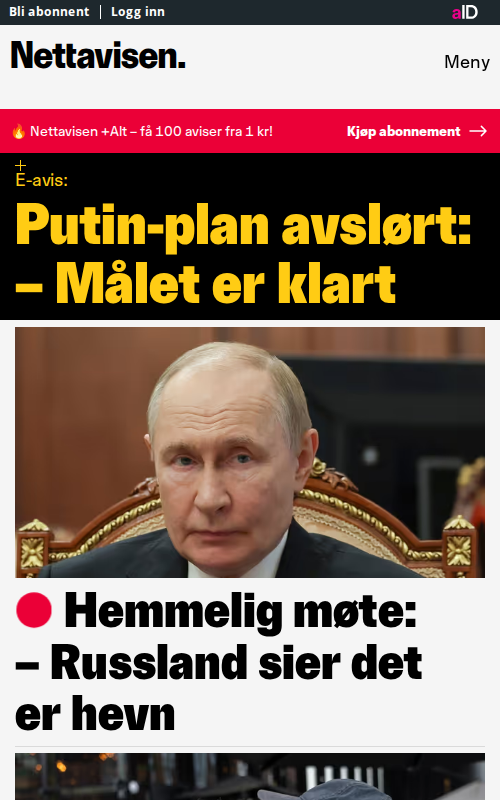 Bli abonnent | Logg inn
aID
Nettavisen.
Meny
🔥 Nettavisen +Alt – få 100 aviser fra 1 kr!
Kjøp abonnement →
+
E-avis:
Putin-plan avslørt:
– Målet er klart
🔴 Hemmelig møte:
– Russland sier det
er hevn